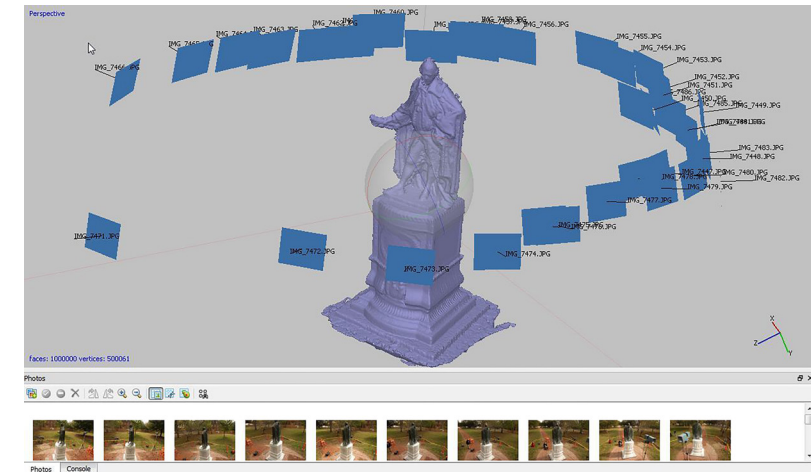 Perspective
IMG_7466.JPG
IMG_7463.JPG
IMG_7460.JPG
IMG_7456.JPG
IMG_7455.JPG
IMG_7454.JPG
IMG_7453.JPG
IMG_7452.JPG
IMG_7451.JPG
IMG_7449.JPG
IMG_7483.JPG
IMG_7448.JPG
IMG_7480.JPG
IMG_7482.JPG
IMG_7479.JPG
IMG_7477.JPG
IMG_7471.JPG
IMG_7472.JPG
IMG_7473.JPG
IMG_7474.JPG
X
Z
Y
faces: 1000000 vertices: 500061
Photos
Photos Console